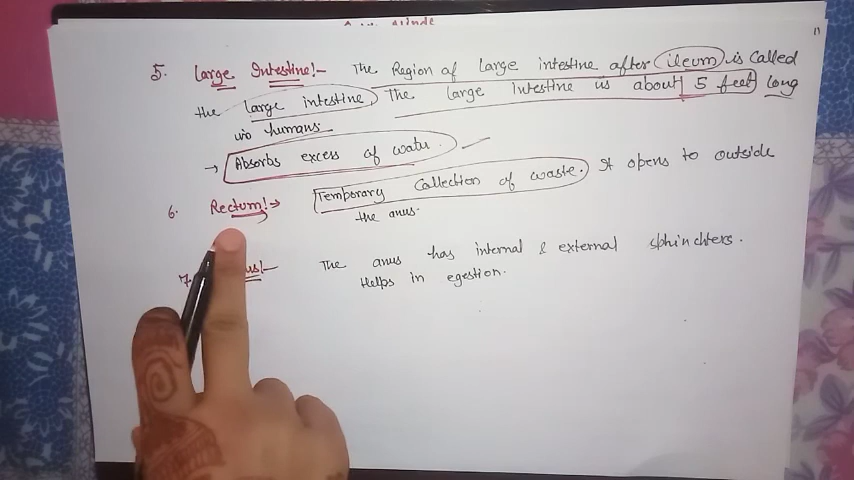 5. Large Intestine!- The Region of large intestine after ileum is called
the large intestine. The large Intestine is about 5 feet long
in humans
→ Absorbs excess of water.
6. Rectum!→ Temporary Collection of waste. It opens to outside
the anus.
7. The anus has internal & external sphinchters.
Helps in egestion.